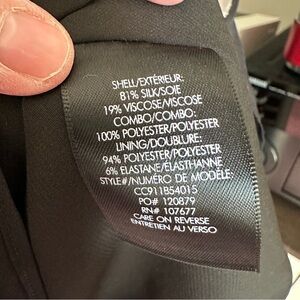 SHELL/EXTÉRIEUR:
81% SILK/SOIE
19% VISCOSE/VISCOSE
COMBO/COMBO:
100% POLYESTER/POLYESTER
LINING/DOUBLURE:
94% POLYESTER/POLYESTER
6% ELASTANE/ÉLASTHANNE
STYLE#/NUMÉRO DE MODÈLE:
CC911B54015
PO# 120879
RN# 107677
CARE ON REVERSE
ENTRETIEN AU VERSO